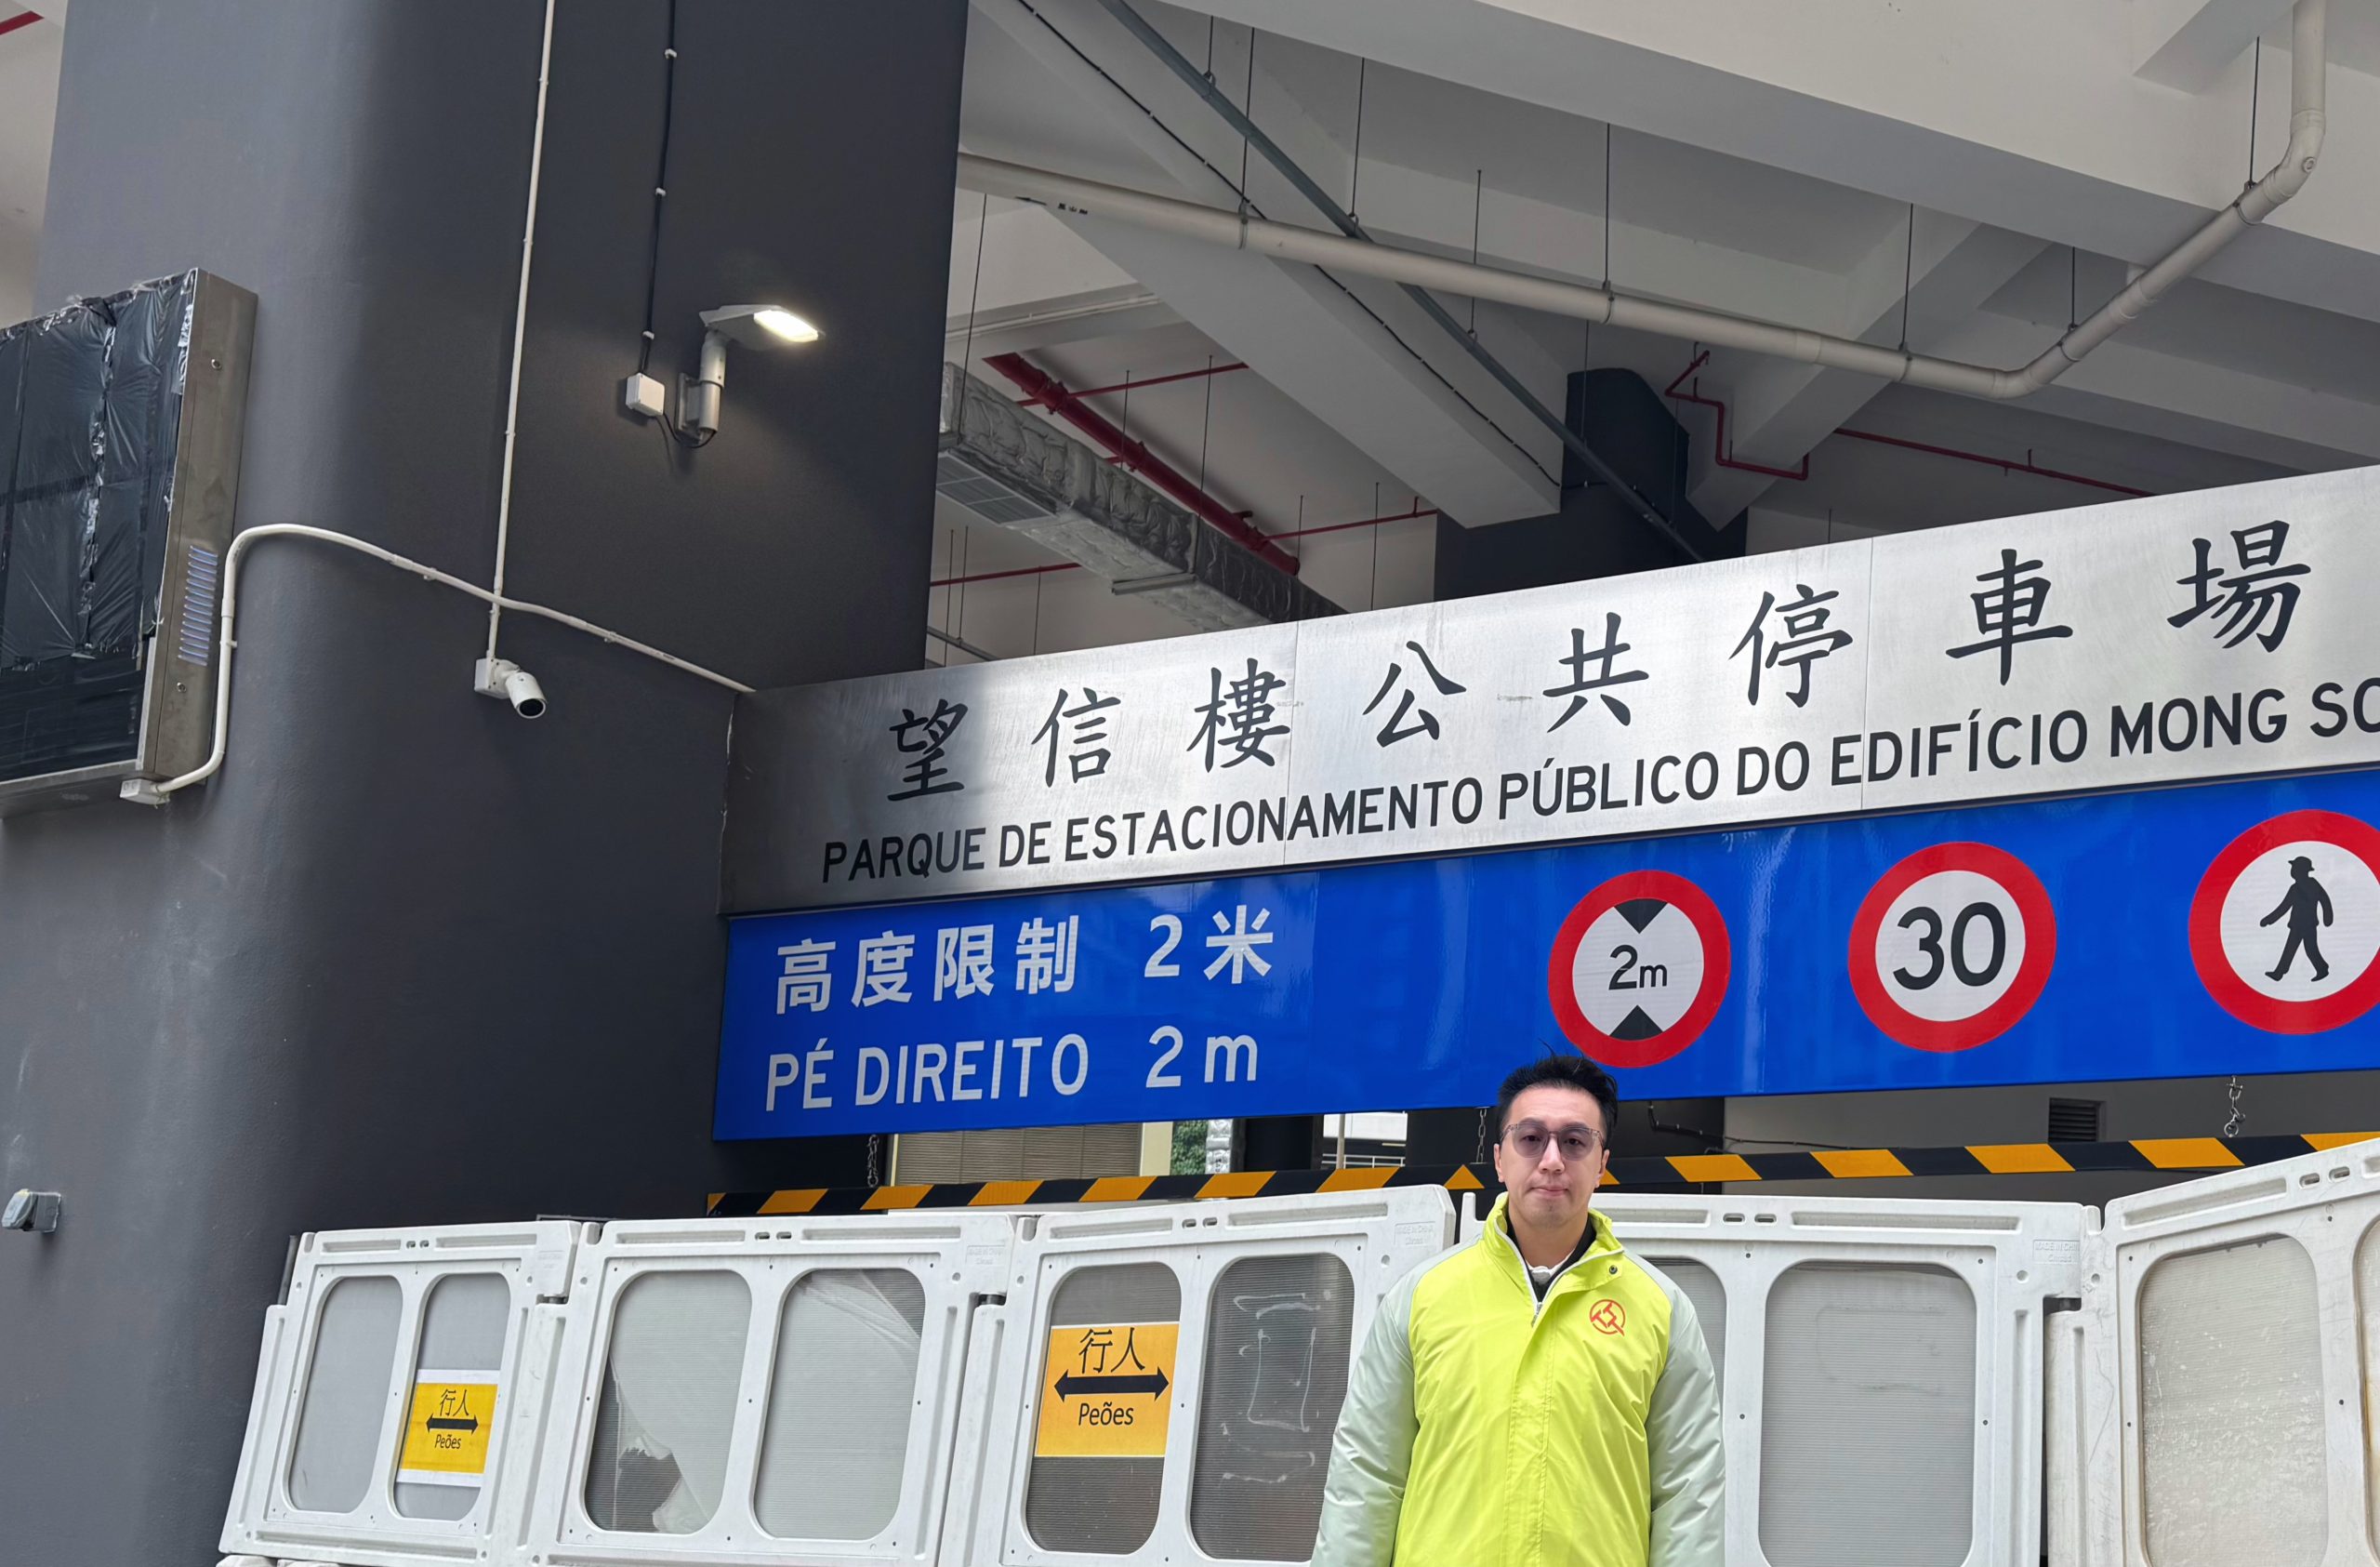 望信樓公共停車場
PARQUE DE ESTACIONAMENTO PÚBLICO DO EDIFÍCIO MONG
高度限制 2米
PÉ DIREITO 2m
2m
30
行人
Peões
行人
Peões